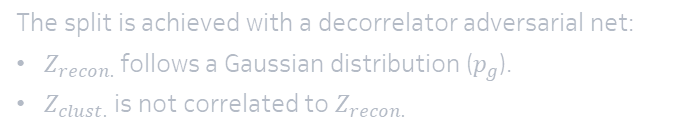 The split is achieved with a decorrelator adversarial net:
• Z_recon. follows a Gaussian distribution (p_g).
• Z_clust. is not correlated to Z_recon.